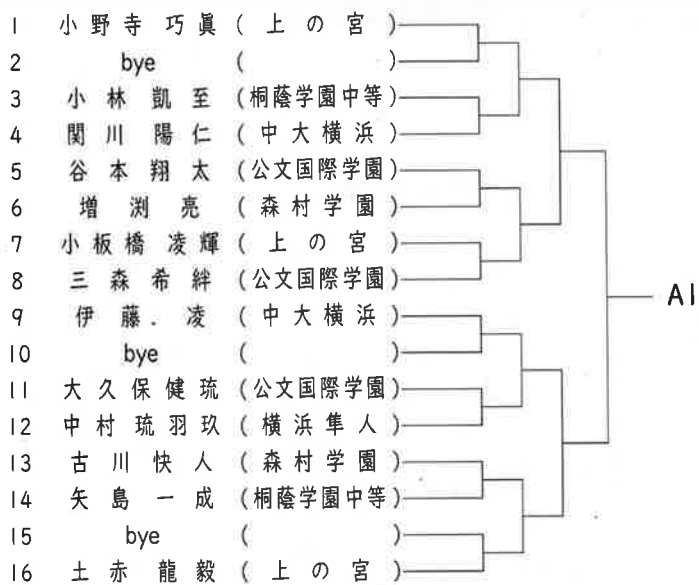 1 小野寺 巧眞 (上の宮)
2 bye ( )
3 小林 凱至 (桐蔭学園中等)
4 関川 陽仁 (中大横浜)
5 谷本 翔太 (公文国際学園)
6 増渕 亮 (森村学園)
7 小板橋 凌輝 (上の宮)
8 三森 希絆 (公文国際学園)
9 伊藤. 凌 (中大横浜)
10 bye ( )
11 大久保健琉 (公文国際学園)
12 中村 琉羽玖 (横浜隼人)
13 古川 快人 (森村学園)
14 矢島 一成 (桐蔭学園中等)
15 bye ( )
16 土赤 龍毅 (上の宮)
A1